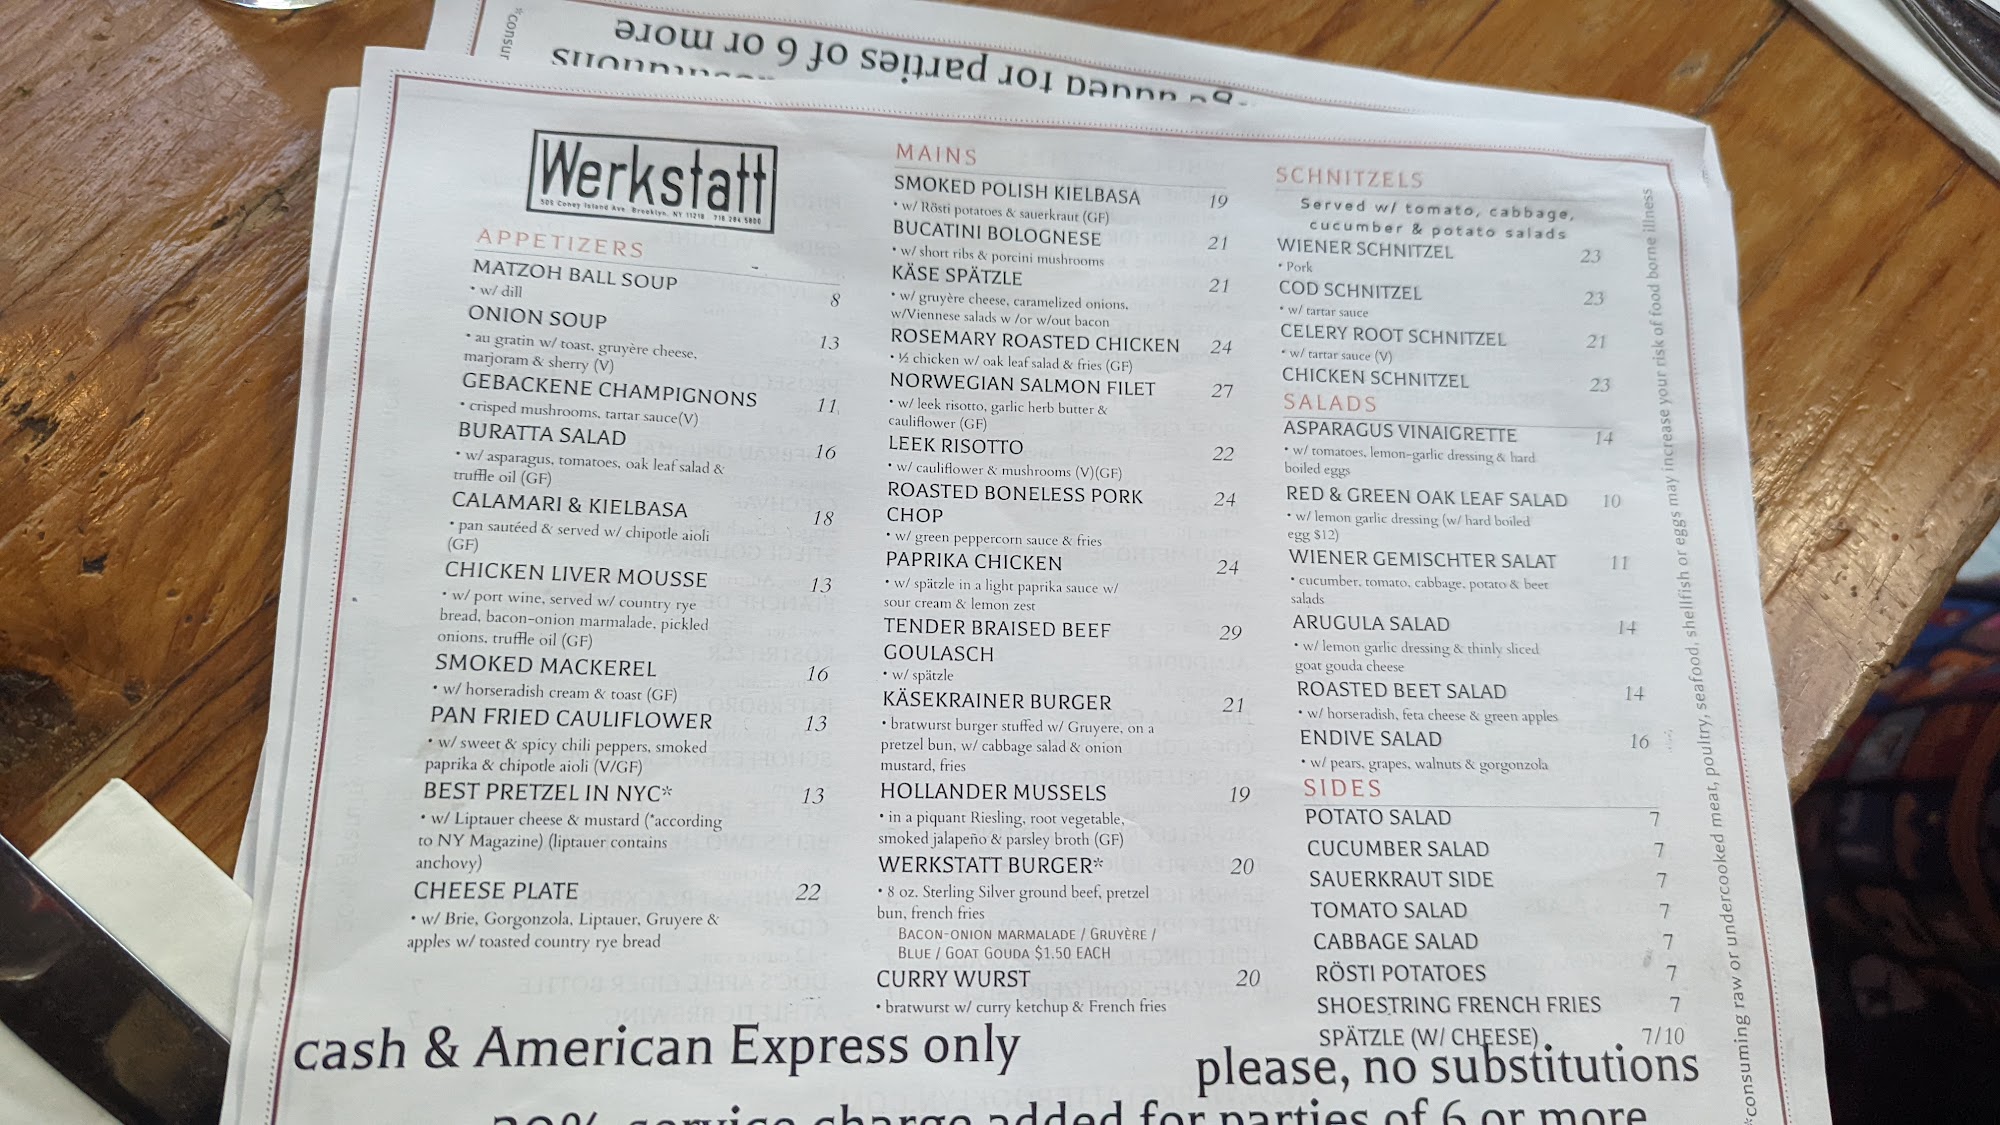 *consur
6 or more
for parties of
Werkstatt
505 Coney Island Ave. Brooklyn, NY 11218 718 284 5800
APPETIZERS
MATZOH BALL SOUP 8
• w/ dill
ONION SOUP 13
• au gratin w/ toast, gruyère cheese,
marjoram & sherry (V)
GEBACKENE CHAMPIGNONS 11
• crisped mushrooms, tartar sauce(V)
BURATTA SALAD 16
• w/ asparagus, tomatoes, oak leaf salad &
truffle oil (GF)
CALAMARI & KIELBASA 18
• pan sautéed & served w/ chipotle aioli
(GF)
CHICKEN LIVER MOUSSE 13
• w/ port wine, served w/ country rye
bread, bacon-onion marmalade, pickled
onions, truffle oil (GF)
SMOKED MACKEREL 16
• w/ horseradish cream & toast (GF)
PAN FRIED CAULIFLOWER 13
• w/ sweet & spicy chili peppers, smoked
paprika & chipotle aioli (V/GF)
BEST PRETZEL IN NYC* 13
• w/ Liptauer cheese & mustard (*according
to NY Magazine) (liptauer contains
anchovy)
CHEESE PLATE 22
• w/ Brie, Gorgonzola, Liptauer, Gruyere &
apples w/ toasted country rye bread
MAINS
SMOKED POLISH KIELBASA 19
• w/ Rösti potatoes & sauerkraut (GF)
BUCATINI BOLOGNESE 21
• w/ short ribs & porcini mushrooms
KÄSE SPÄTZLE 21
• w/ gruyère cheese, caramelized onions,
w/Viennese salads w /or w/out bacon
ROSEMARY ROASTED CHICKEN 24
• ½ chicken w/ oak leaf salad & fries (GF)
NORWEGIAN SALMON FILET 27
• w/ leek risotto, garlic herb butter &
cauliflower (GF)
LEEK RISOTTO 22
• w/ cauliflower & mushrooms (V)(GF)
ROASTED BONELESS PORK 24
CHOP
• w/ green peppercorn sauce & fries
PAPRIKA CHICKEN 24
• w/ spätzle in a light paprika sauce w/
sour cream & lemon zest
TENDER BRAISED BEEF 29
GOULASCH
• w/ spätzle
KÄSEKRAINER BURGER 21
• bratwurst burger stuffed w/ Gruyere, on a
pretzel bun, w/ cabbage salad & onion
mustard, fries
HOLLANDER MUSSELS 19
• in a piquant Riesling, root vegetable,
smoked jalapeño & parsley broth (GF)
WERKSTATT BURGER* 20
• 8 oz. Sterling Silver ground beef, pretzel
bun, french fries
BACON-ONION MARMALADE / GRUYÈRE /
BLUE / GOAT GOUDA $1.50 EACH
CURRY WURST 20
• bratwurst w/ curry ketchup & French fries
SCHNITZELS
Served w/ tomato, cabbage,
cucumber & potato salads
WIENER SCHNITZEL 23
• Pork
COD SCHNITZEL 23
• w/ tartar sauce
CELERY ROOT SCHNITZEL 21
• w/ tartar sauce (V)
CHICKEN SCHNITZEL 23
SALADS
ASPARAGUS VINAIGRETTE 14
• w/ tomatoes, lemon-garlic dressing & hard
boiled eggs
RED & GREEN OAK LEAF SALAD 10
• w/ lemon garlic dressing (w/ hard boiled
egg $12)
WIENER GEMISCHTER SALAT 11
• cucumber, tomato, cabbage, potato & beet
salads
ARUGULA SALAD 14
• w/ lemon garlic dressing & thinly sliced
goat gouda cheese
ROASTED BEET SALAD 14
• w/ horseradish, feta cheese & green apples
ENDIVE SALAD 16
• w/ pears, grapes, walnuts & gorgonzola
SIDES
POTATO SALAD 7
CUCUMBER SALAD 7
SAUERKRAUT SIDE 7
TOMATO SALAD 7
CABBAGE SALAD 7
RÖSTI POTATOES 7
SHOESTRING FRENCH FRIES 7
SPÄTZLE (W/ CHEESE) 7/10
*consuming raw or undercooked meat, poultry, seafood, shellfish or eggs may increase your risk of food borne illness
cash & American Express only
please, no substitutions
20% service charge added for parties of 6 or more